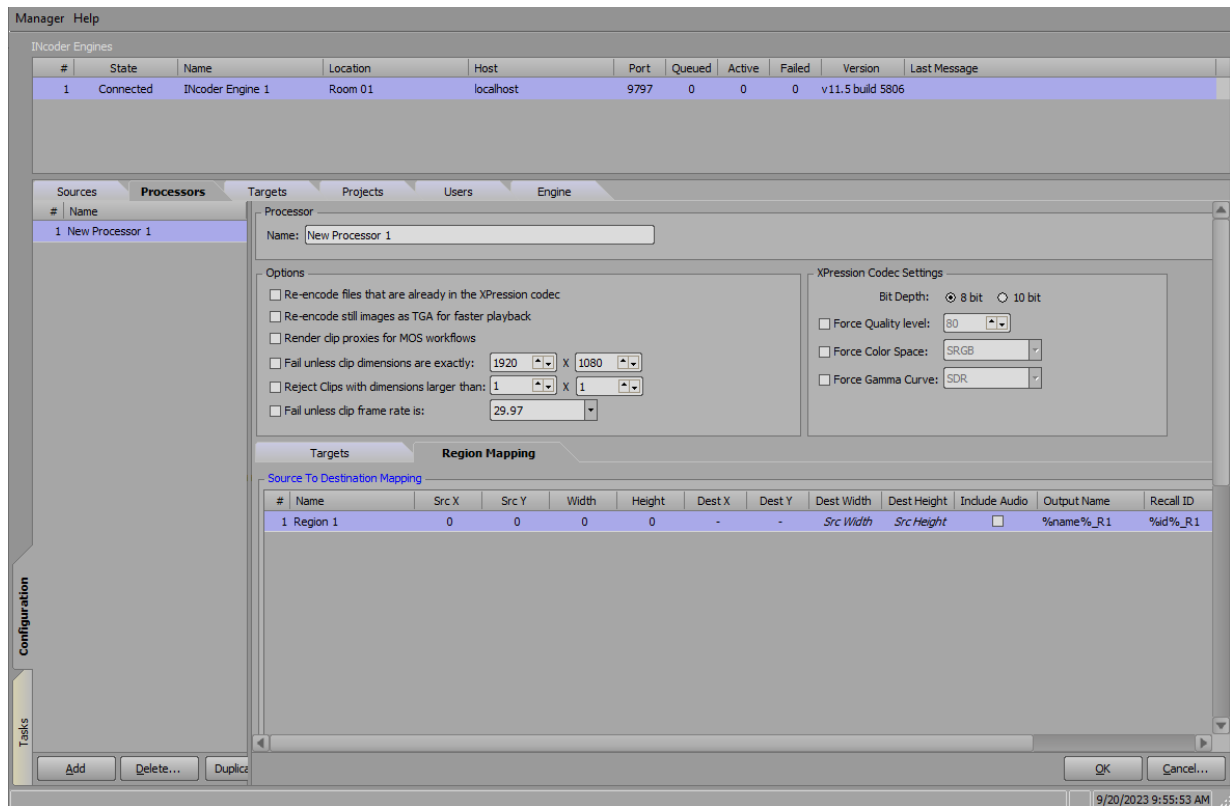 Manager Help
INcoder Engines
# State Name Location Host Port Queued Active Failed Version Last Message
1 Connected INcoder Engine 1 Room 01 localhost 9797 0 0 0 v11.5 build 5806
Sources Processors Targets Projects Users Engine
# Name
1 New Processor 1
Processor
Name: New Processor 1
Options
Re-encode files that are already in the XPression codec
Re-encode still images as TGA for faster playback
Render clip proxies for MOS workflows
Fail unless clip dimensions are exactly: 1920 X 1080
Reject Clips with dimensions larger than: 1 X 1
Fail unless clip frame rate is: 29.97
XPression Codec Settings
Bit Depth: 8 bit 10 bit
Force Quality level: 80
Force Color Space: SRGB
Force Gamma Curve: SDR
Targets Region Mapping
Source To Destination Mapping
# Name Src X Src Y Width Height Dest X Dest Y Dest Width Dest Height Include Audio Output Name Recall ID
1 Region 1 0 0 0 0 - - Src Width Src Height %name%_R1 %id%_R1
Configuration
Tasks
Add Delete... Duplica OK Cancel...
9/20/2023 9:55:53 AM